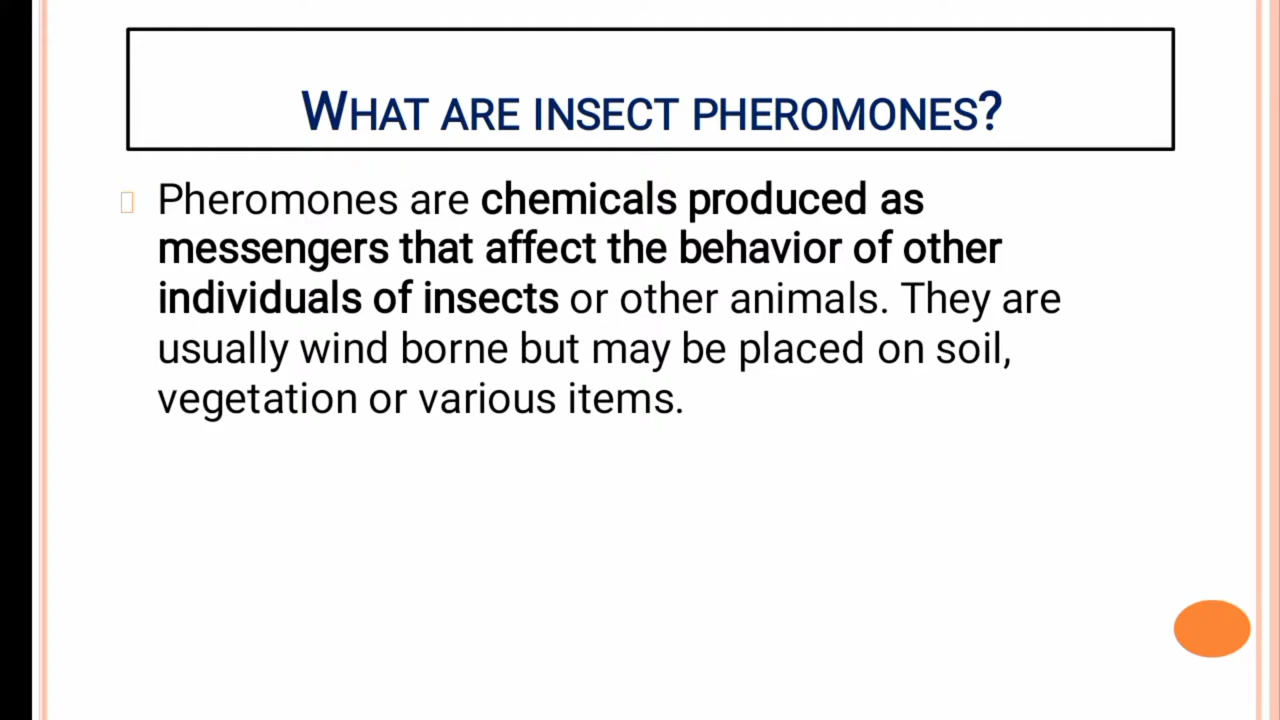 WHAT ARE INSECT PHEROMONES?
Pheromones are chemicals produced as
messengers that affect the behavior of other
individuals of insects or other animals. They are
usually wind borne but may be placed on soil,
vegetation or various items.